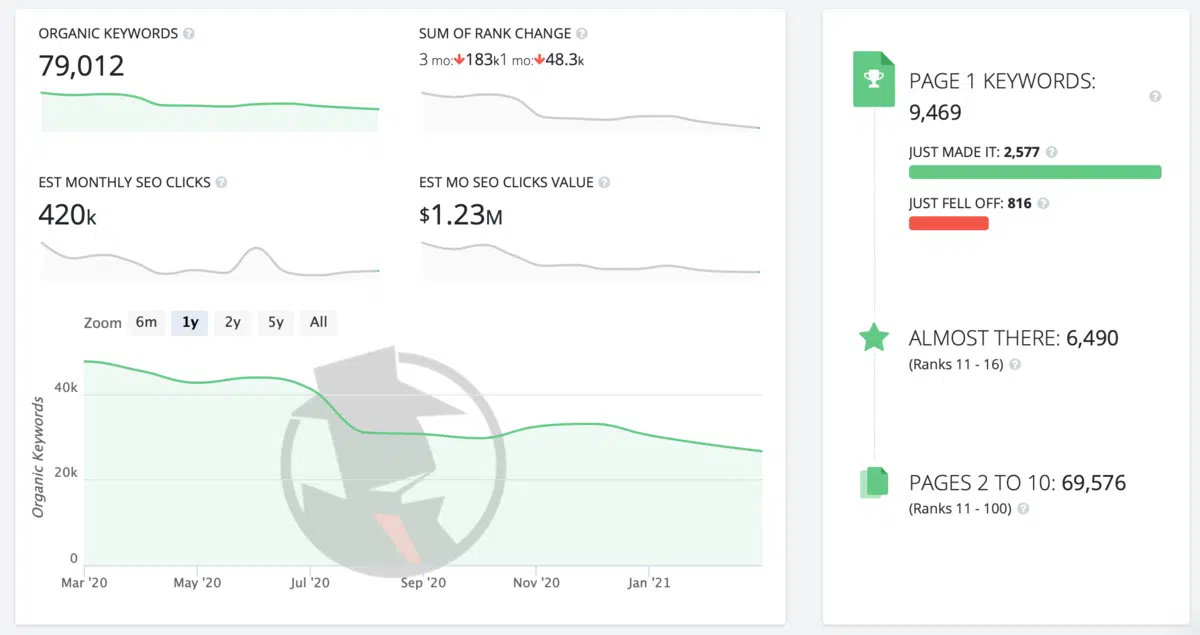 ORGANIC KEYWORDS ?
79,012
SUM OF RANK CHANGE ?
3 mo:183k1 mo:48.3k
EST MONTHLY SEO CLICKS ?
420k
EST MO SEO CLICKS VALUE ?
$1.23M
Zoom 6m 1y 2y 5y All
Organic Keywords
40k
20k
0
Mar '20 May '20 Jul '20 Sep '20 Nov '20 Jan '21
PAGE 1 KEYWORDS:
9,469 ?
JUST MADE IT: 2,577 ?
JUST FELL OFF: 816 ?
ALMOST THERE: 6,490
(Ranks 11 - 16) ?
PAGES 2 TO 10: 69,576
(Ranks 11 - 100) ?